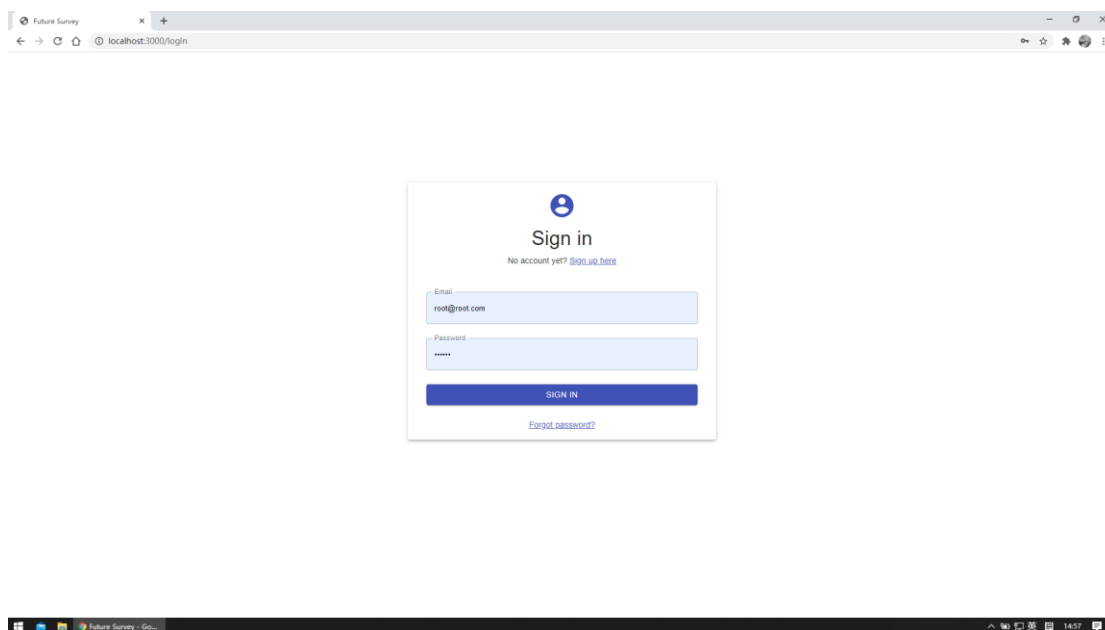 Future Survey
localhost:3000/login
Sign in
No account yet? Sign up here
Email
root@root.com
Password
••••••
SIGN IN
Forgot password?
Future Survey - Go...
英
14:57